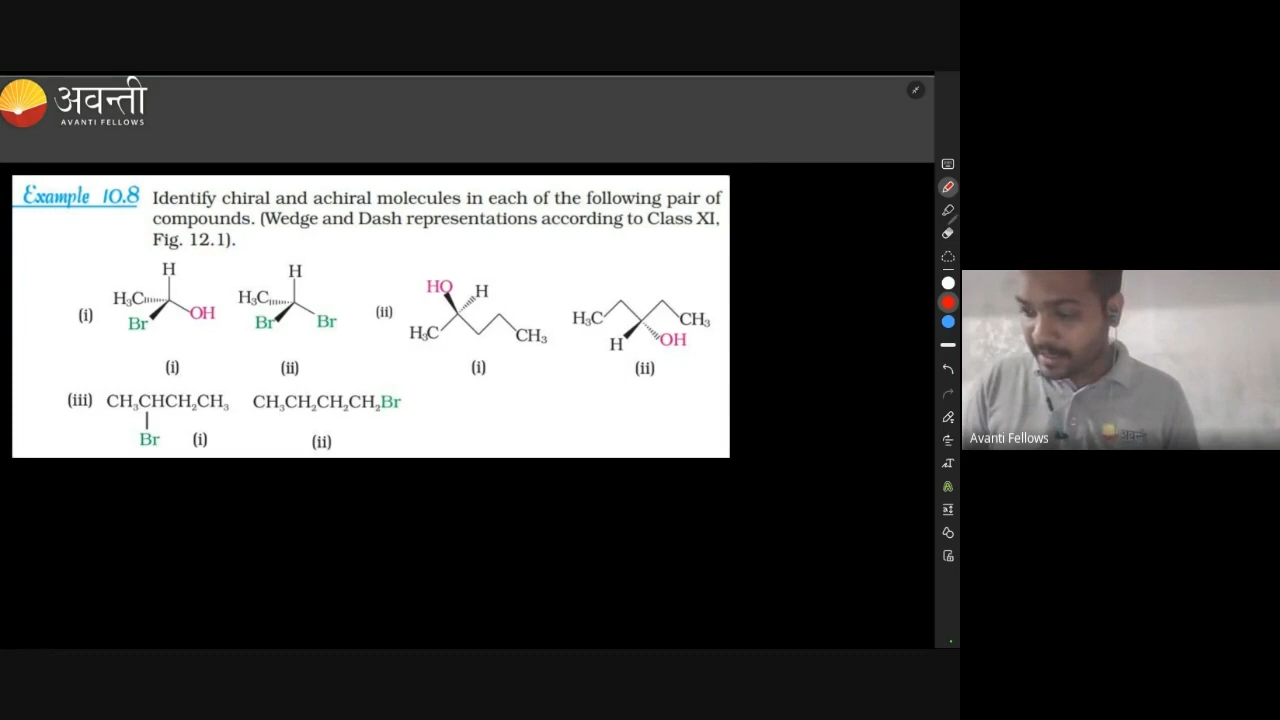 अवन्ती
AVANTI FELLOWS
Example 10.8 Identify chiral and achiral molecules in each of the following pair of
compounds. (Wedge and Dash representations according to Class XI,
Fig. 12.1).
(i) H H₃C Br OH (i)
H H₃C Br Br (ii)
(ii) HO H H₃C CH₃ (i)
H₃C CH₃ H OH (ii)
(iii) CH₃CHCH₂CH₃ CH₃CH₂CH₂CH₂Br
Br (i) (ii)
Avanti Fellows
अवन्ती